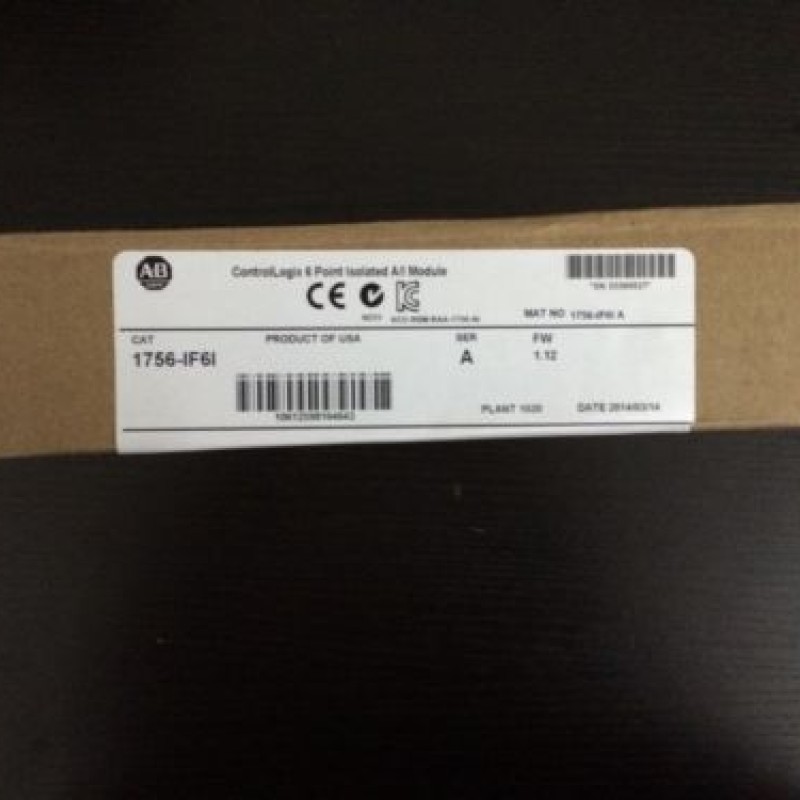 AB
ControlLogix 6 Point Isolated A/I Module
CE
MAT NO 1756-IF6I A
CAT PRODUCT OF USA SER FW
1756-IF6I A 1.12
PLANT 1020 DATE 2014/03/14